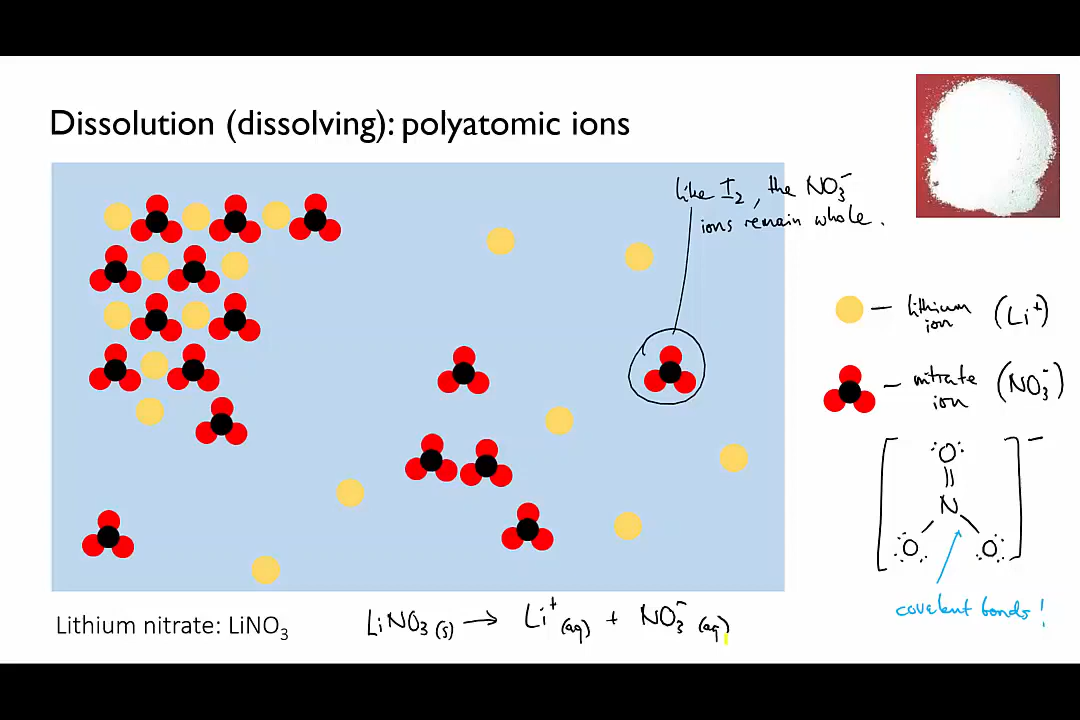 Dissolution (dissolving): polyatomic ions
like I₂, the NO₃⁻
ions remain whole.
— lithium
ion (Li⁺)
— nitrate
ion (NO₃⁻)
[ :O: ]⁻
||
N
:O: :O:
covalent bonds!
Lithium nitrate: LiNO₃
LiNO₃(s) → Li⁺(aq) + NO₃⁻(aq)